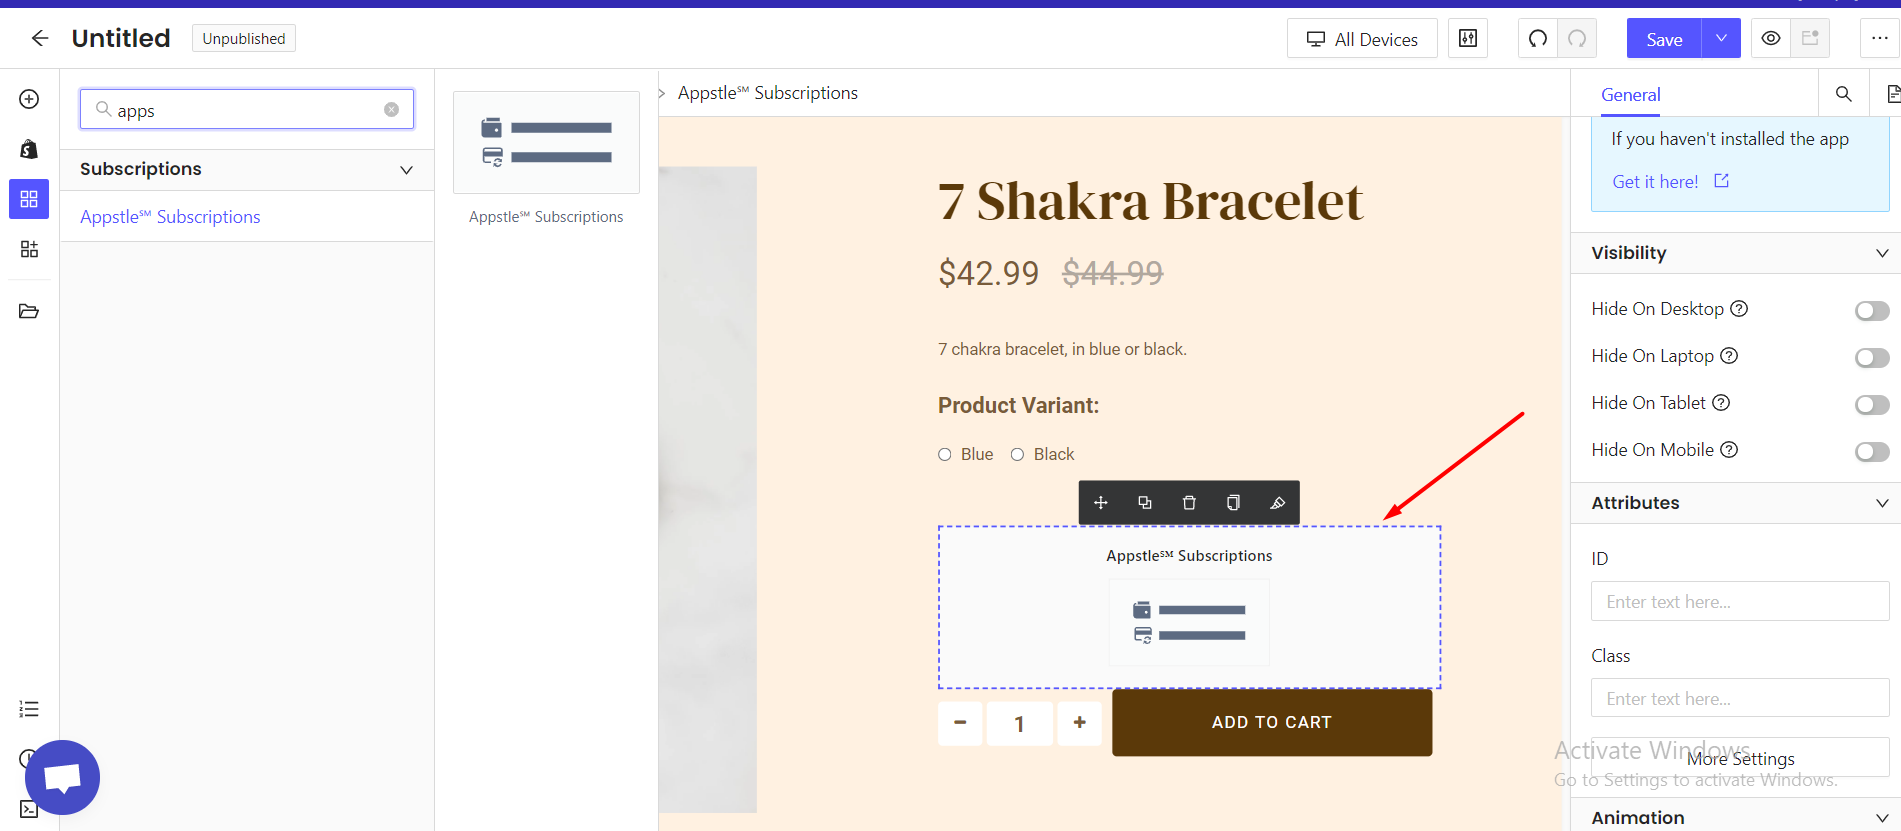 Untitled
Unpublished
All Devices
Save
apps
Subscriptions
Appstle℠ Subscriptions
Appstle℠ Subscriptions
> Appstle℠ Subscriptions
7 Shakra Bracelet
$42.99 $44.99
7 chakra bracelet, in blue or black.
Product Variant:
Blue Black
Appstle℠ Subscriptions
− 1 +
ADD TO CART
General
If you haven't installed the app
Get it here!
Visibility
Hide On Desktop
Hide On Laptop
Hide On Tablet
Hide On Mobile
Attributes
ID
Enter text here...
Class
Enter text here...
More Settings
Animation
Activate Windows
Go to Settings to activate Windows.